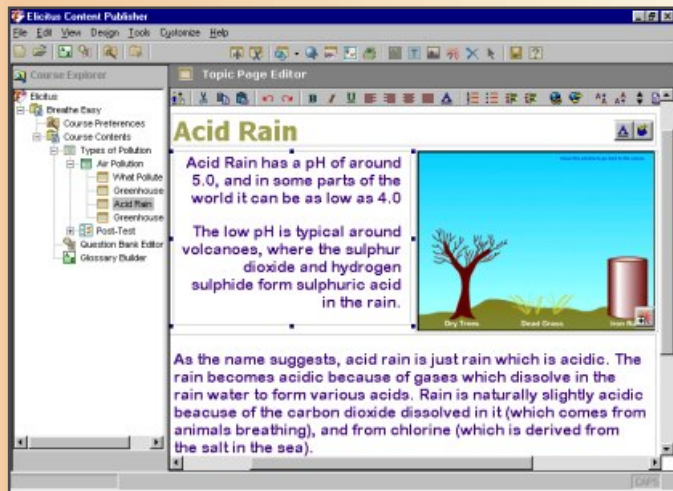 Elicitus Content Publisher
File Edit View Design Tools Customize Help
Course Explorer
Topic Page Editor
Elicitus
Breathe Easy
Course Preferences
Course Contents
Types of Pollution
Air Pollution
What Pollute
Greenhouse
Acid Rain
Greenhouse
Post-Test
Question Bank Editor
Glossary Builder
Acid Rain
Acid Rain has a pH of around
5.0, and in some parts of the
world it can be as low as 4.0
The low pH is typical around
volcanoes, where the sulphur
dioxide and hydrogen
sulphide form sulphuric acid
in the rain.
Dry Trees
Dead Grass
Iron
As the name suggests, acid rain is just rain which is acidic. The
rain becomes acidic because of gases which dissolve in the
rain water to form various acids. Rain is naturally slightly acidic
beacuse of the carbon dioxide dissolved in it (which comes from
animals breathing), and from chlorine (which is derived from
the salt in the sea).
CAPS